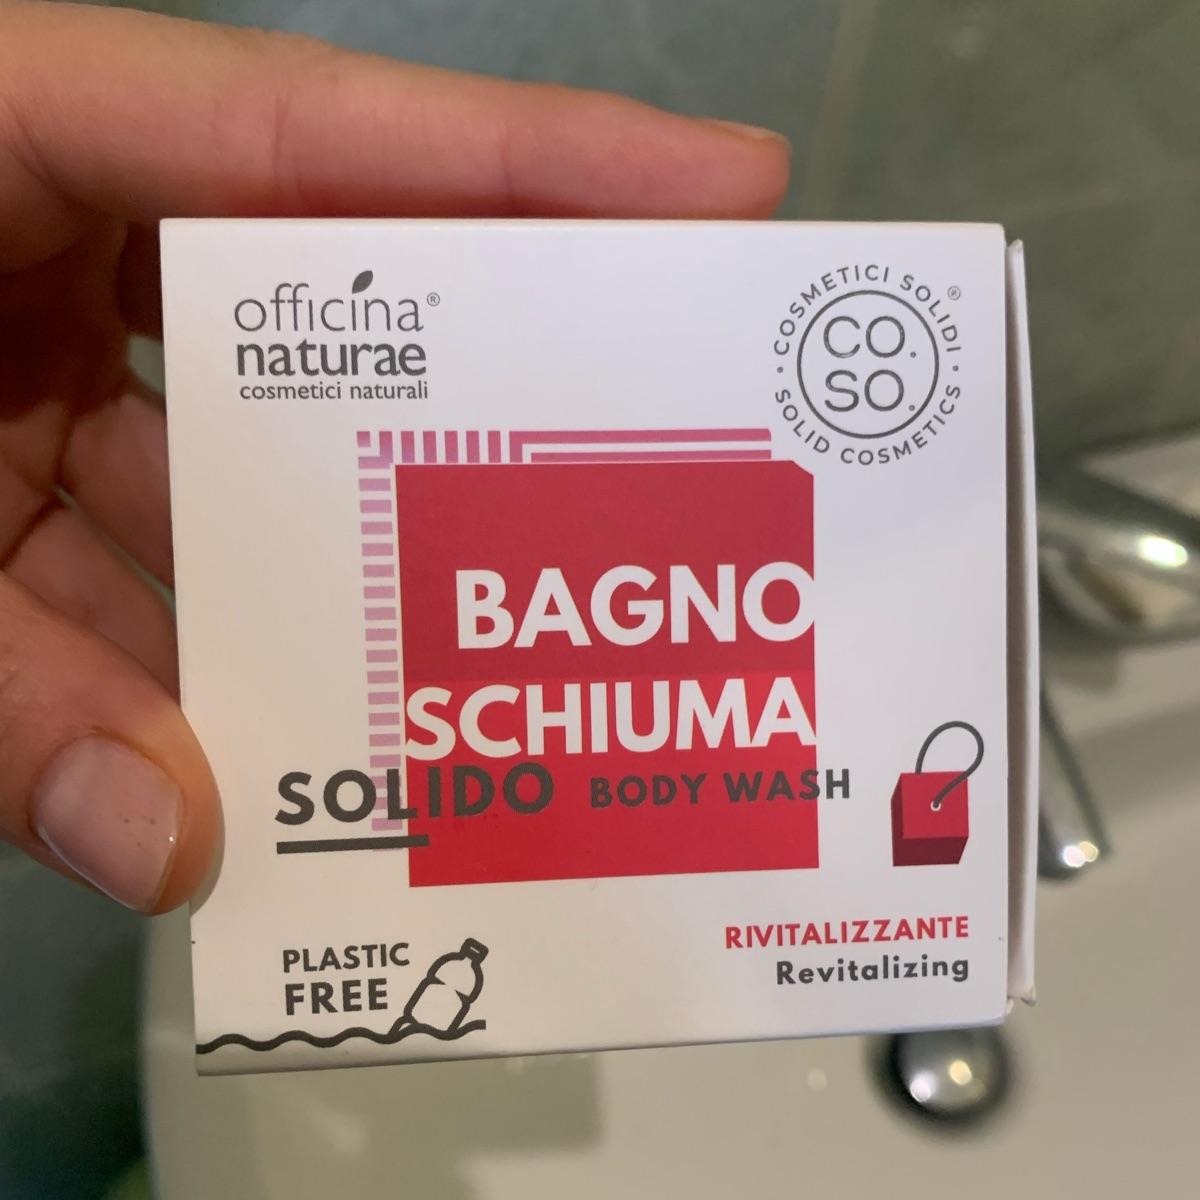 officina®
naturae
cosmetici naturali
• COSMETICI SOLIDI® •
CO.
SO.
SOLID COSMETICS
BAGNO
SCHIUMA
SOLIDO BODY WASH
PLASTIC
FREE
RIVITALIZZANTE
Revitalizing